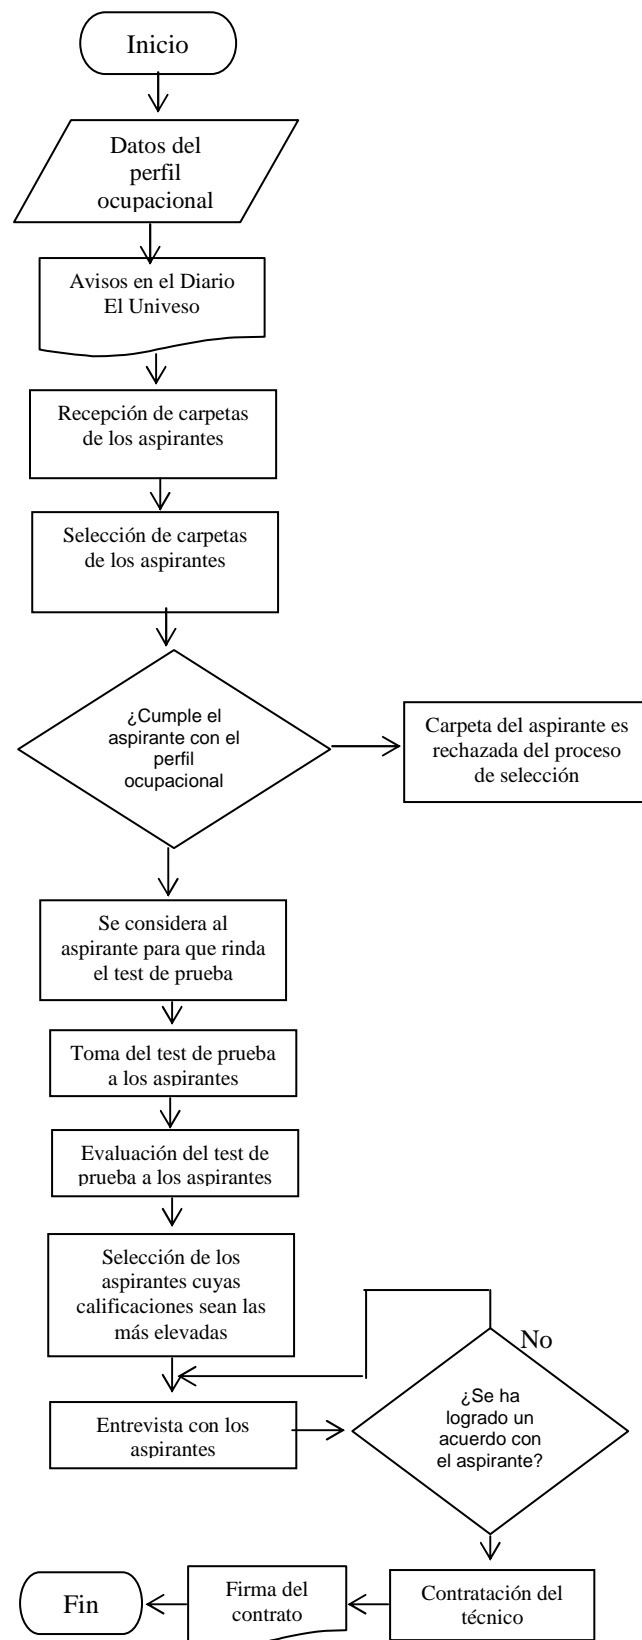 Inicio
Datos del
perfil
ocupacional
Avisos en el Diario
El Univeso
Recepción de carpetas
de los aspirantes
Selección de carpetas
de los aspirantes
¿Cumple el
aspirante con el
perfil
ocupacional
Carpeta del aspirante es
rechazada del proceso
de selección
Se considera al
aspirante para que rinda
el test de prueba
Toma del test de prueba
a los aspirantes
Evaluación del test de
prueba a los aspirantes
Selección de los
aspirantes cuyas
calificaciones sean las
más elevadas
Entrevista con los
aspirantes
No
¿Se ha
logrado un
acuerdo con
el aspirante?
Contratación del
técnico
Firma del
contrato
Fin